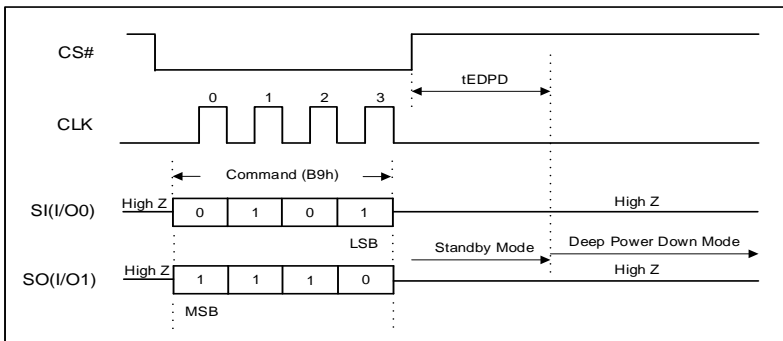 CS#
tEDPD
0 1 2 3
CLK
Command (B9h)
SI(I/O0) High Z 0 1 0 1 High Z
LSB Standby Mode Deep Power Down Mode
SO(I/O1) High Z 1 1 1 0 High Z
MSB